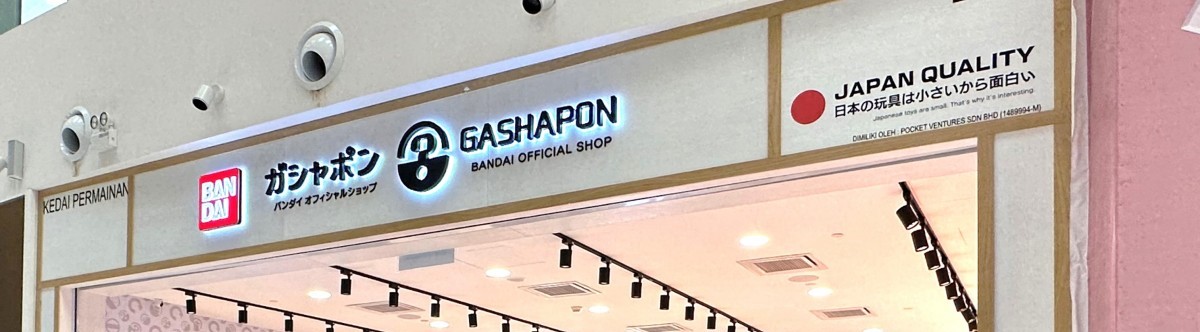 KEDAI PERMAINAN
BAN
DAI
ガシャポン
バンダイ オフィシャルショップ
GASHAPON
BANDAI OFFICIAL SHOP
JAPAN QUALITY
日本の玩具は小さいから面白い
Japanese toys are small. That's why it's interesting.
DIMILIKI OLEH : POCKET VENTURES SDN BHD (1489994-M)